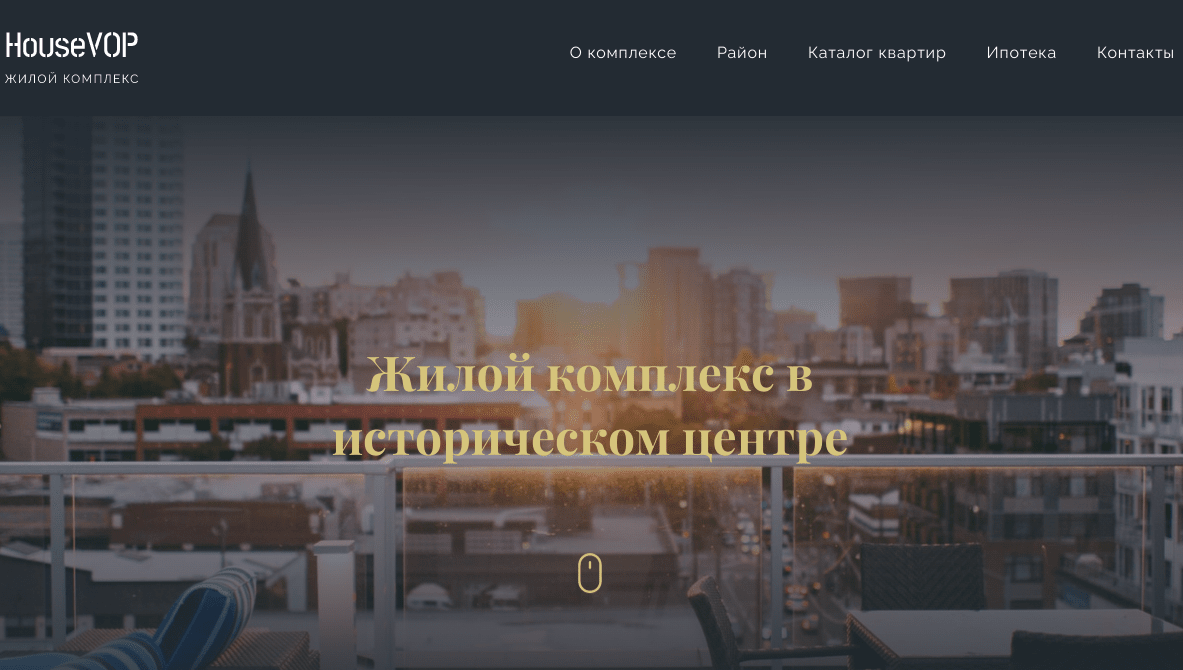 HouseVOP
ЖИЛОЙ КОМПЛЕКС
О комплексе Район Каталог квартир Ипотека Контакты
Жилой комплекс в
историческом центре